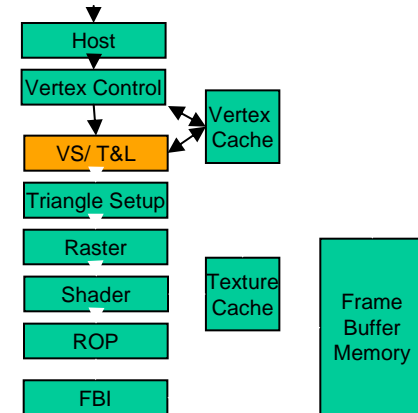 Host
Vertex Control
Vertex
Cache
VS/ T&L
Triangle Setup
Raster
Shader
Texture
Cache
ROP
Frame
Buffer
Memory
FBI